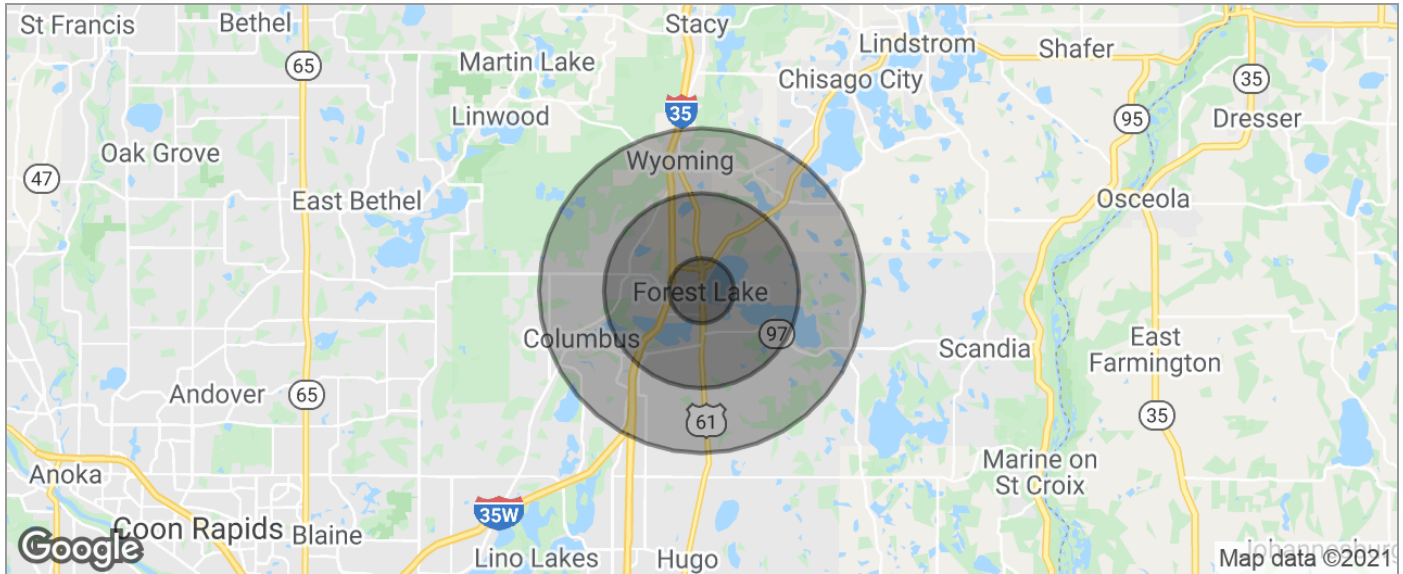 St Francis
Bethel
Stacy
Lindstrom
Shafer
65
Martin Lake
Chisago City
35
35
Linwood
95
Dresser
Oak Grove
Wyoming
47
East Bethel
Osceola
Forest Lake
97
Columbus
Scandia
East
Farmington
Andover
65
61
35
Anoka
Marine on
St Croix
35W
Coon Rapids
Blaine
Google
Lino Lakes
Hugo
Johannesburg
Map data ©2021